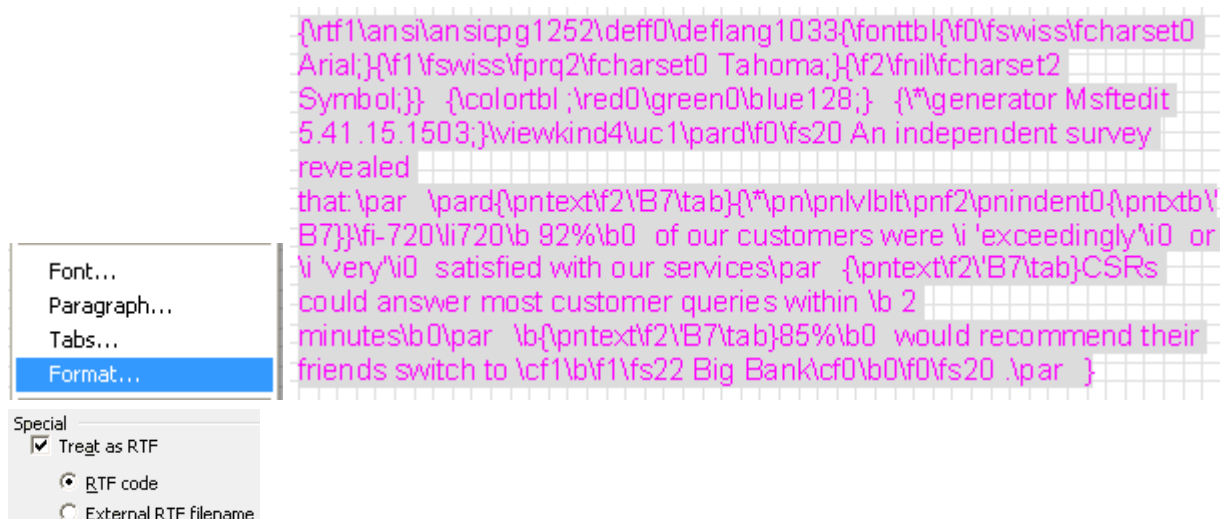 {\rtf1\ansi\ansicpg1252\deff0\deflang1033{\fonttbl{\f0\fswiss\fcharset0
Arial;}{\f1\fswiss\fprq2\fcharset0 Tahoma;}{\f2\fnil\fcharset2
Symbol;}}  {\colortbl ;\red0\green0\blue128;}  {\*\generator Msftedit
5.41.15.1503;}\viewkind4\uc1\pard\f0\fs20 An independent survey
revealed
that:\par  \pard{\pntext\f2\'B7\tab}{\*\pn\pnlvlblt\pnf2\pnindent0{\pntxtb\'
B7}}\fi-720\li720\b 92%\b0  of our customers were \i 'exceedingly'\i0  or
\i 'very'\i0  satisfied with our services\par  {\pntext\f2\'B7\tab}CSRs
could answer most customer queries within \b 2
minutes\b0\par  \b{\pntext\f2\'B7\tab}85%\b0  would recommend their
friends switch to \cf1\b\f1\fs22 Big Bank\cf0\b0\f0\fs20 .\par  }
Font...
Paragraph...
Tabs...
Format...
Special
Treat as RTF
RTF code
External RTF filename